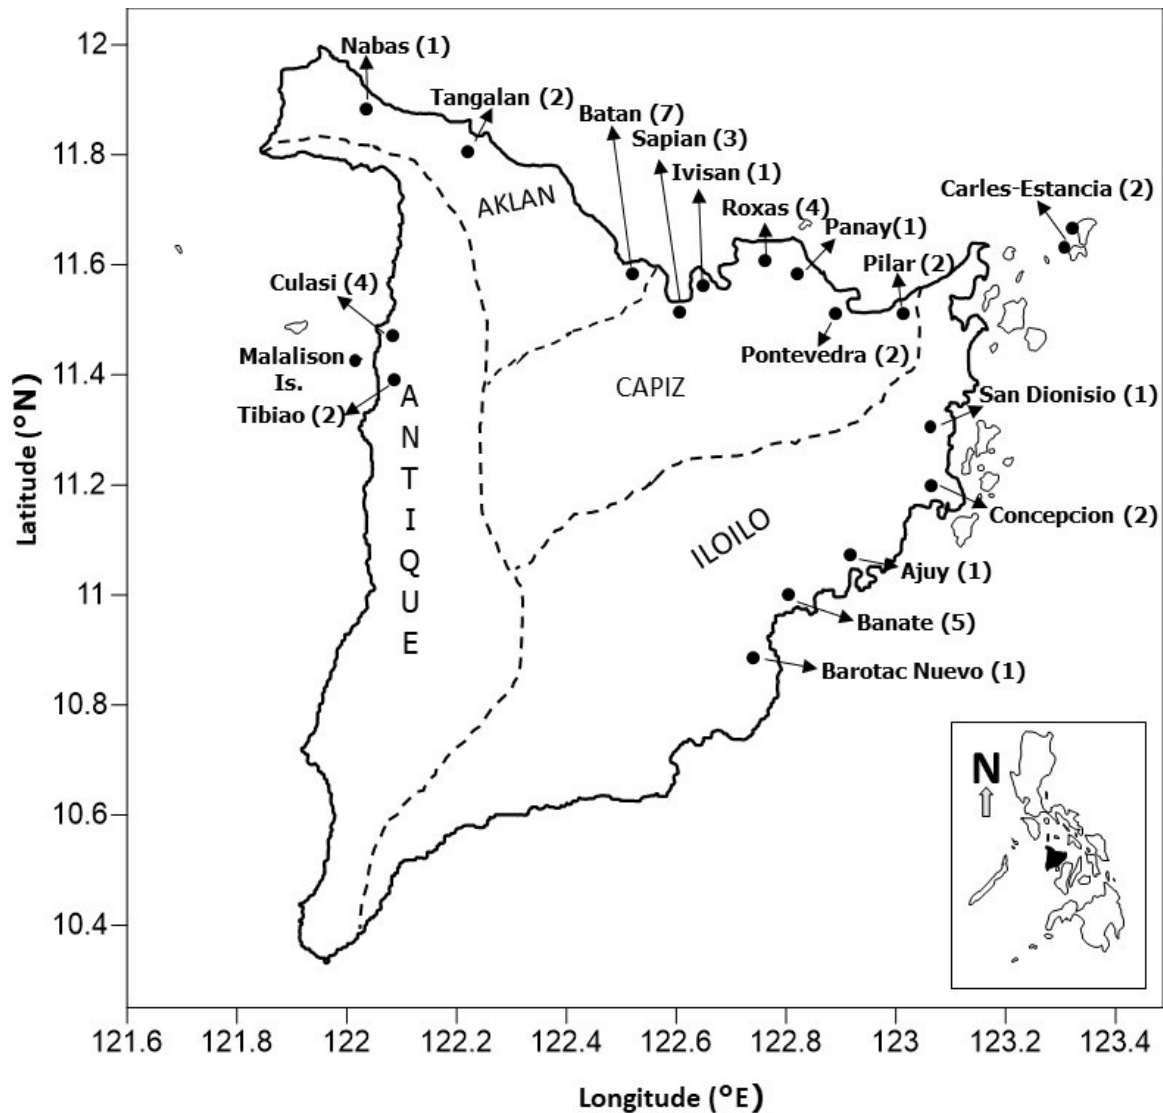 12
Nabas (1)
Tangalan (2)
Batan (7)
Sapian (3)
11.8
Ivisan (1)
Carles-Estancia (2)
AKLAN
Roxas (4)
Panay(1)
11.6
Pilar (2)
Culasi (4)
Malalison
Is.
Pontevedra
(2)
11.4
CAPIZ
San Dionisio (1)
Tibiao (2)
ANTIQUE
11.2
Concepcion (2)
ILOILO
Ajuy (1)
11
Banate (5)
Barotac Nuevo (1)
10.8
N
10.6
10.4
Latitude (°N)
121.6
121.8
122
122.2
122.4
122.6
122.8
123
123.2
123.4
Longitude (°E)